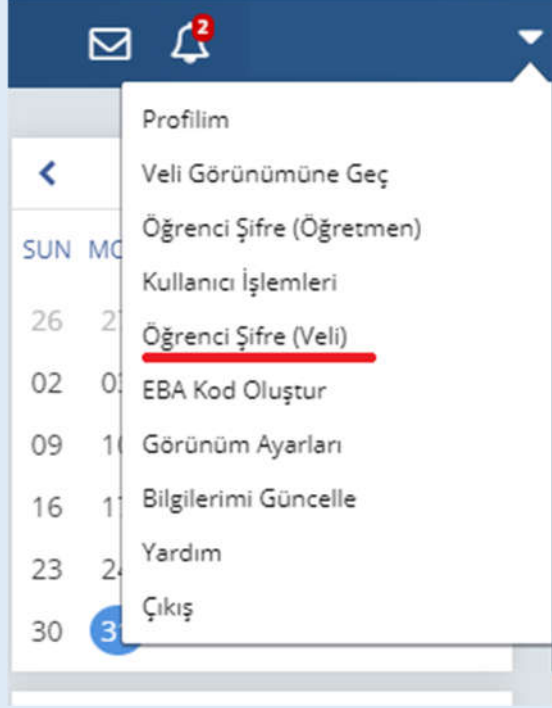 2
Profilim
Veli Görünümüne Geç
Öğrenci Şifre (Öğretmen)
Kullanıcı İşlemleri
Öğrenci Şifre (Veli)
EBA Kod Oluştur
Görünüm Ayarları
Bilgilerimi Güncelle
Yardım
Çıkış
SUN
26
02
09
16
23
30